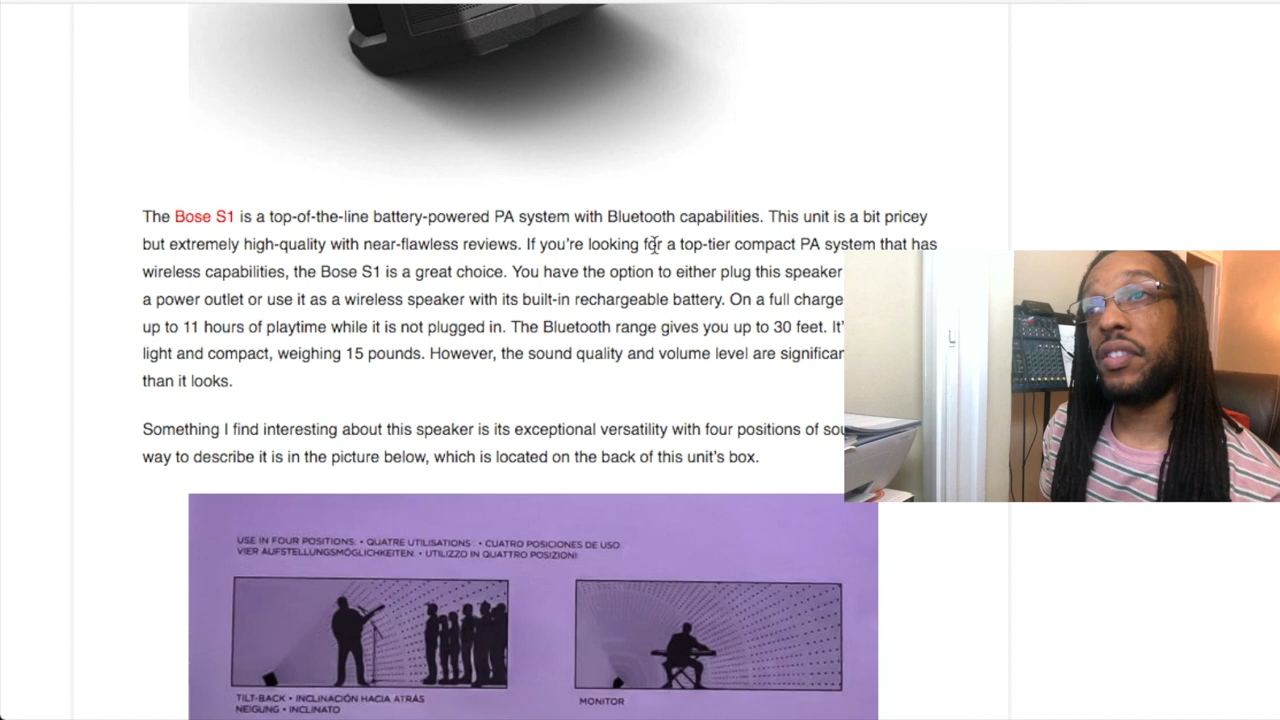 The Bose S1 is a top-of-the-line battery-powered PA system with Bluetooth capabilities. This unit is a bit pricey
but extremely high-quality with near-flawless reviews. If you're looking for a top-tier compact PA system that has
wireless capabilities, the Bose S1 is a great choice. You have the option to either plug this speaker
a power outlet or use it as a wireless speaker with its built-in rechargeable battery. On a full charge
up to 11 hours of playtime while it is not plugged in. The Bluetooth range gives you up to 30 feet. It'
light and compact, weighing 15 pounds. However, the sound quality and volume level are
than it looks.
Something I find interesting about this speaker is its exceptional versatility with four positions of
way to describe it is in the picture below, which is located on the back of this unit's box.
USE IN FOUR POSITIONS: • QUATRE UTILISATIONS : • CUATRO POSICIONES DE USO:
VIER AUFSTELLUNGSMÖGLICHKEITEN: • UTILIZZO IN QUATTRO POSIZIONI:
TILT-BACK • INCLINACIÓN HACIA ATRÁS
NEIGUNG • INCLINATO
MONITOR